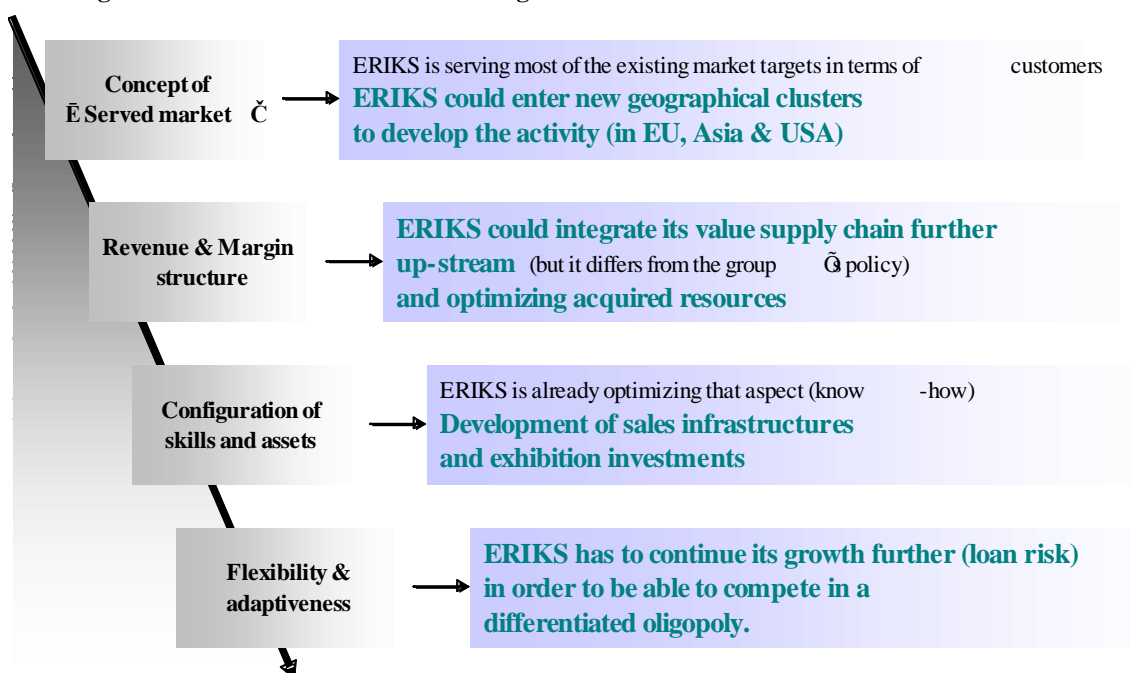 Concept of
Ē Served market Č
ERIKS is serving most of the existing market targets in terms of customers
ERIKS could enter new geographical clusters
to develop the activity (in EU, Asia & USA)
Revenue & Margin
structure
ERIKS could integrate its value supply chain further
up-stream (but it differs from the group Õs policy)
and optimizing acquired resources
Configuration of
skills and assets
ERIKS is already optimizing that aspect (know -how)
Development of sales infrastructures
and exhibition investments
Flexibility &
adaptiveness
ERIKS has to continue its growth further (loan risk)
in order to be able to compete in a
differentiated oligopoly.